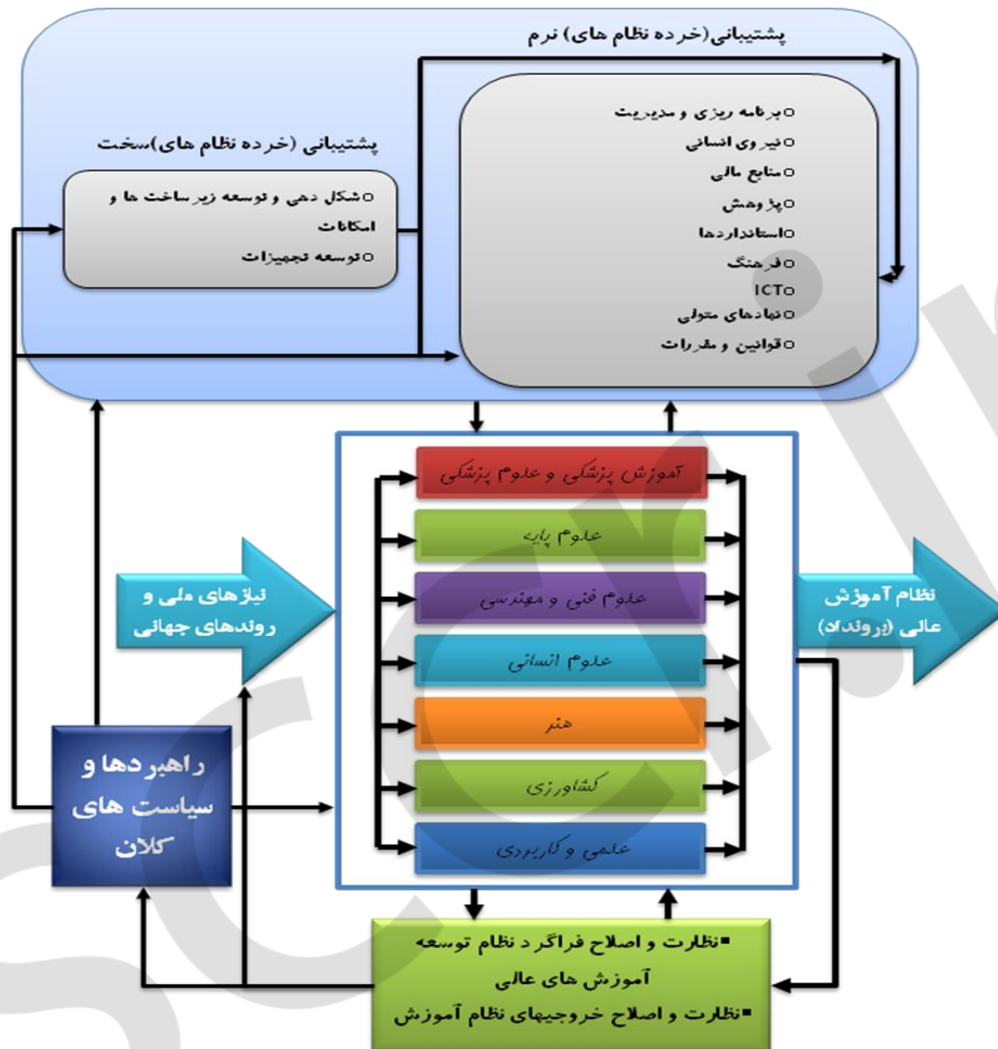 پشتیبانی(خرده نظام های) نرم
○برنامه ریزی و مدیریت
○نیروی انسانی
○منابع مالی
○پژوهش
○استانداردها
○فرهنگ
○ICT
○نهادهای متولی
○قوانین و مقررات
پشتیبانی (خرده نظام های)سخت
○شکل دهی و توسعه زیرساخت ها و
امکانات
○توسعه تجهیزات
آموزش پزشکی و علوم پزشکی
علوم پایه
علوم فنی و مهندسی
علوم انسانی
هنر
کشاورزی
علمی و کاربردی
نیازهای ملی و
روندهای جهانی
نظام آموزش
عالی (برونداد)
راهبردها و
سیاست های
کلان
▪نظارت و اصلاح فراگرد نظام توسعه
آموزش های عالی
▪نظارت و اصلاح خروجیهای نظام آموزش
sccr.ir